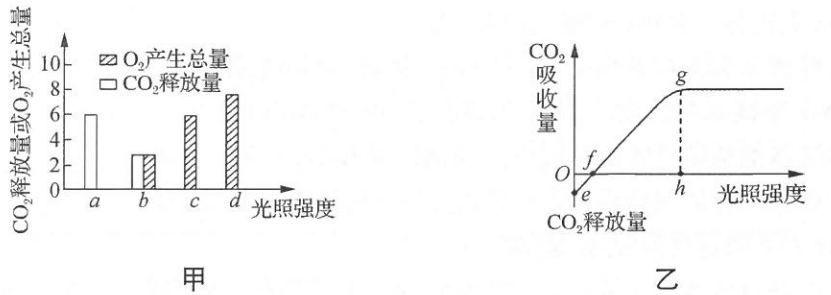 CO₂释放量或O₂产生总量
10
8
6
4
2
0
O₂产生总量
CO₂释放量
a b c d 光照强度
甲
CO₂
吸
收
量
g
O f h 光照强度
e
CO₂释放量
乙